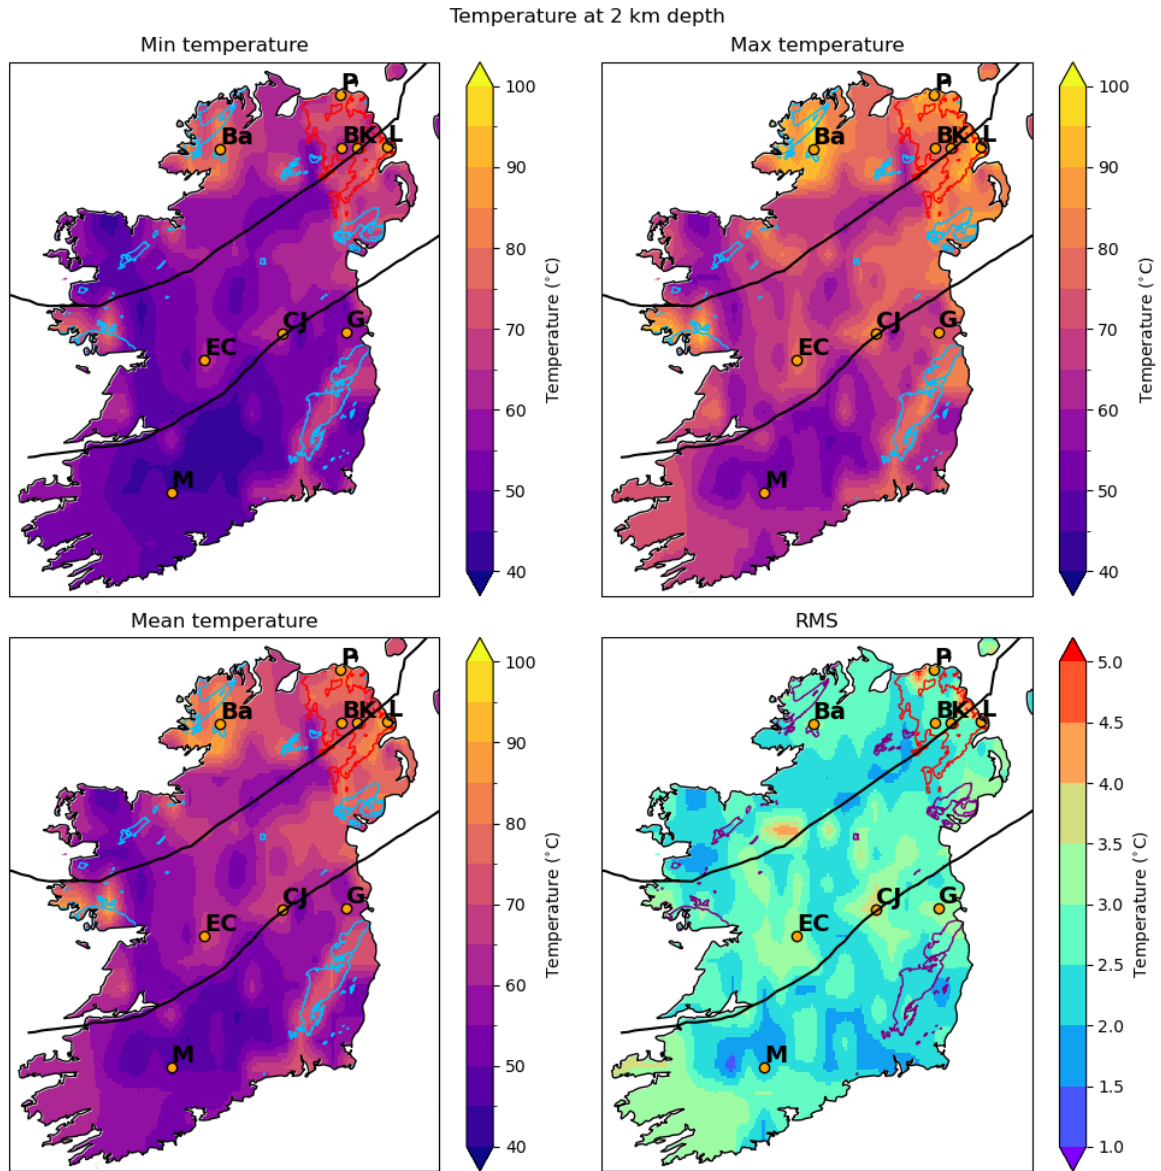 Temperature at 2 km depth
Min temperature
Max temperature
P
Ba
BK
L
EC
CJ
G
M
100
90
80
70
60
50
40
Temperature (°C)
P
Ba
BK
L
EC
CJ
G
M
100
90
80
70
60
50
40
Temperature (°C)
Mean temperature
RMS
P
Ba
BK
L
EC
CJ
G
M
100
90
80
70
60
50
40
Temperature (°C)
P
Ba
BK
L
EC
CJ
G
M
5.0
4.5
4.0
3.5
3.0
2.5
2.0
1.5
1.0
Temperature (°C)